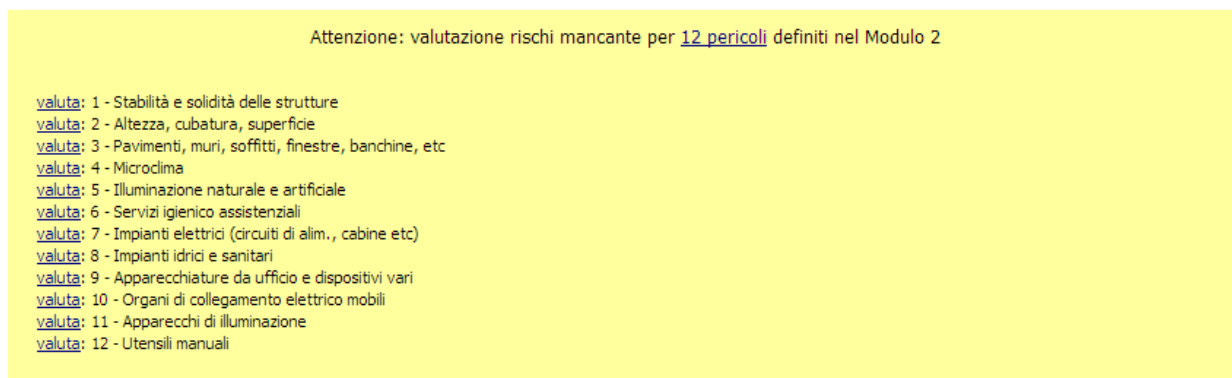 Attenzione: valutazione rischi mancante per 12 pericoli definiti nel Modulo 2
valuta: 1 - Stabilità e solidità delle strutture
valuta: 2 - Altezza, cubatura, superficie
valuta: 3 - Pavimenti, muri, soffitti, finestre, banchine, etc
valuta: 4 - Microclima
valuta: 5 - Illuminazione naturale e artificiale
valuta: 6 - Servizi igienico assistenziali
valuta: 7 - Impianti elettrici (circuiti di alim., cabine etc)
valuta: 8 - Impianti idrici e sanitari
valuta: 9 - Apparecchiature da ufficio e dispositivi vari
valuta: 10 - Organi di collegamento elettrico mobili
valuta: 11 - Apparecchi di illuminazione
valuta: 12 - Utensili manuali